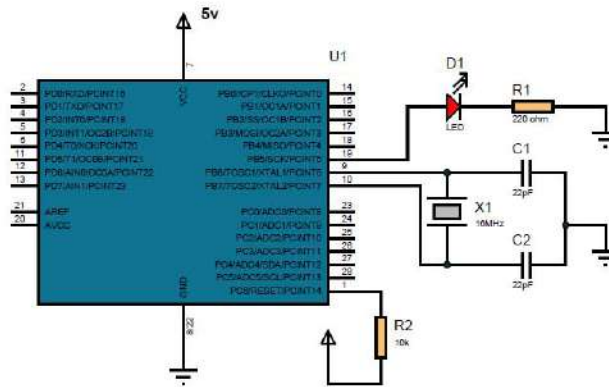 5v
U1
7
VCC
2 PD0/RXD/PCINT16
3 PD1/TXD/PCINT17
4 PD2/INT0/PCINT18
5 PD3/INT1/OC2B/PCINT19
6 PD4/T0/XCK/PCINT20
11 PD5/T1/OC0B/PCINT21
12 PD6/AIN0/OC0A/PCINT22
13 PD7/AIN1/PCINT23
21 AREF
20 AVCC
PB0/ICP1/CLKO/PCINT0 14
PB1/OC1A/PCINT1 15
PB2/SS/OC1B/PCINT2 16
PB3/MOSI/OC2A/PCINT3 17
PB4/MISO/PCINT4 18
PB5/SCK/PCINT5 19
PB6/TOSC1/XTAL1/PCINT6 9
PB7/TOSC2/XTAL2/PCINT7 10
PC0/ADC0/PCINT8 23
PC1/ADC1/PCINT9 24
PC2/ADC2/PCINT10 25
PC3/ADC3/PCINT11 26
PC4/ADC4/SDA/PCINT12 27
PC5/ADC5/SCL/PCINT13 28
PC6/RESET/PCINT14 1
GND
8/22
D1
LED
R1
220 ohm
C1
22pF
X1
16MHz
C2
22pF
R2
10k